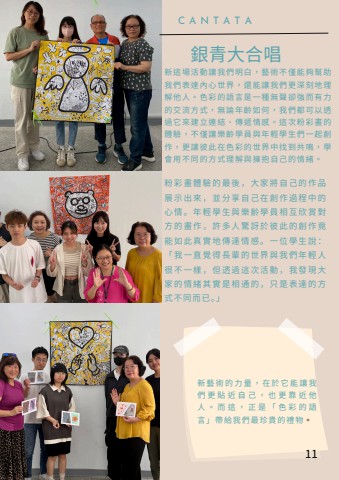 CANTATA
銀青大合唱
新這場活動讓我們明白，藝術不僅能夠幫助
我們表達內心世界，還能讓我們更深刻地理
解他人。色彩的語言是一種無聲卻強而有力
的交流方式，無論年齡如何，我們都可以透
過它來建立連結、傳遞情感。這次粉彩畫的
體驗，不僅讓樂齡學員與年輕學生們一起創
作，更讓彼此在色彩的世界中找到共鳴，學
會用不同的方式理解與擁抱自己的情緒。
粉彩畫體驗的最後，大家將自己的作品
展示出來，並分享自己在創作過程中的
心情。年輕學生與樂齡學員相互欣賞對
方的畫作，許多人驚訝於彼此的創作竟
能如此真實地傳達情感。一位學生說：
「我一直覺得長輩的世界與我們年輕人
很不一樣，但透過這次活動，我發現大
家的情緒其實是相通的，只是表達的方
式不同而已。」
新藝術的力量，在於它能讓我
們更貼近自己，也更靠近他
人。而這，正是「色彩的語
言」帶給我們最珍貴的禮物。
11